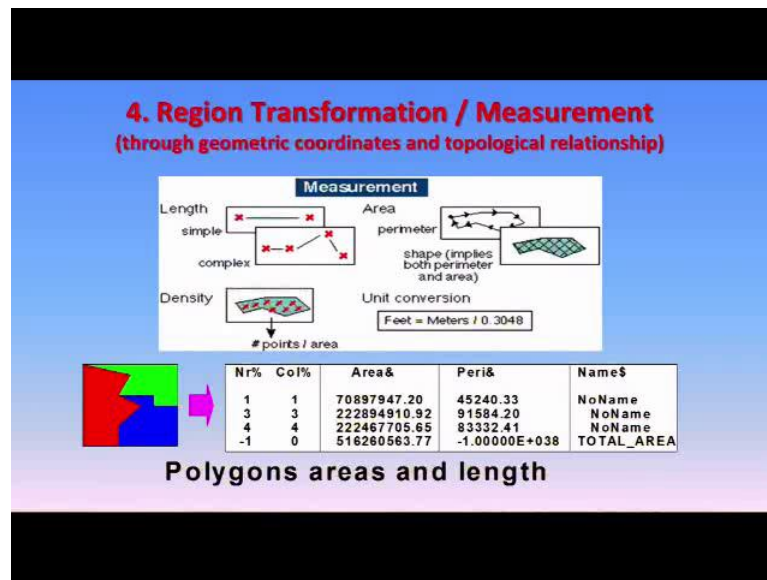 4. Region Transformation / Measurement
(through geometric coordinates and topological relationship)
Measurement
Length
simple
complex
Area
perimeter
shape (implies
both perimeter
and area)
Density
# points / area
Unit conversion
Feet = Meters / 0.3048
Nr% Col% Area& Peri& Name$
1 1 70897947.20 45240.33 NoName
3 3 222894910.92 91584.20 NoName
4 4 222467705.65 83332.41 NoName
-1 0 516260563.77 -1.00000E+038 TOTAL_AREA
Polygons areas and length